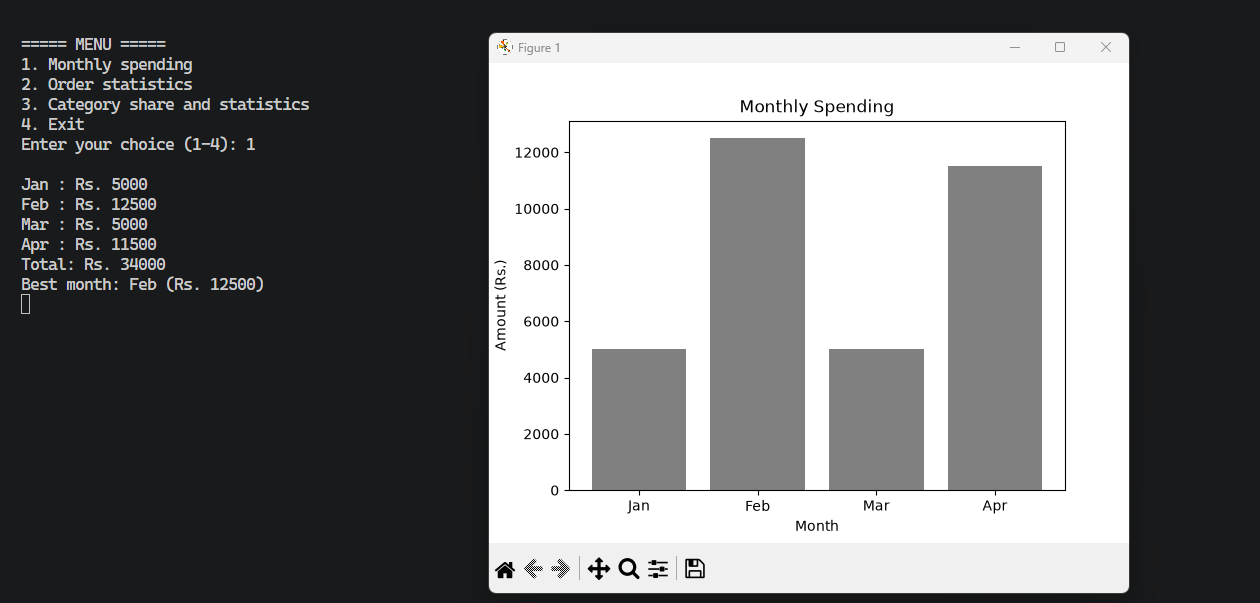 ===== MENU =====
1. Monthly spending
2. Order statistics
3. Category share and statistics
4. Exit
Enter your choice (1-4): 1
Jan : Rs. 5000
Feb : Rs. 12500
Mar : Rs. 5000
Apr : Rs. 11500
Total: Rs. 34000
Best month: Feb (Rs. 12500)
Figure 1
Monthly Spending
Amount (Rs.)
12000
10000
8000
6000
4000
2000
0
Jan Feb Mar Apr
Month